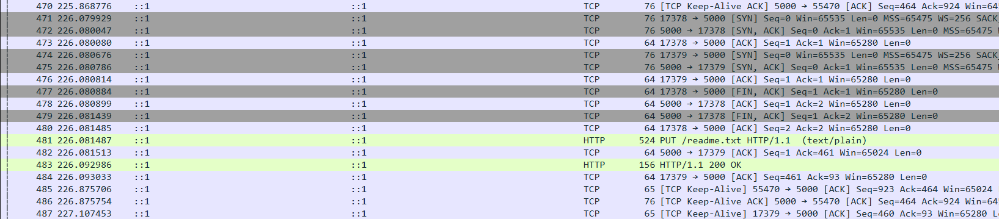 470 225.868776 ::1 ::1 TCP 76 [TCP Keep-Alive ACK] 5000 → 55470 [ACK] Seq=464 Ack=924 Win=64
471 226.079929 ::1 ::1 TCP 76 17378 → 5000 [SYN] Seq=0 Win=65535 Len=0 MSS=65475 WS=256 SACK_
472 226.080047 ::1 ::1 TCP 76 5000 → 17378 [SYN, ACK] Seq=0 Ack=1 Win=65535 Len=0 MSS=65475
473 226.080080 ::1 ::1 TCP 64 17378 → 5000 [ACK] Seq=1 Ack=1 Win=65280 Len=0
474 226.080676 ::1 ::1 TCP 76 17379 → 5000 [SYN] Seq=0 Win=65535 Len=0 MSS=65475 WS=256 SACK_
475 226.080786 ::1 ::1 TCP 76 5000 → 17379 [SYN, ACK] Seq=0 Ack=1 Win=65535 Len=0 MSS=65475
476 226.080814 ::1 ::1 TCP 64 17379 → 5000 [ACK] Seq=1 Ack=1 Win=65280 Len=0
477 226.080884 ::1 ::1 TCP 64 17378 → 5000 [FIN, ACK] Seq=1 Ack=1 Win=65280 Len=0
478 226.080899 ::1 ::1 TCP 64 5000 → 17378 [ACK] Seq=1 Ack=2 Win=65280 Len=0
479 226.081439 ::1 ::1 TCP 64 5000 → 17378 [FIN, ACK] Seq=1 Ack=2 Win=65280 Len=0
480 226.081485 ::1 ::1 TCP 64 17378 → 5000 [ACK] Seq=2 Ack=2 Win=65280 Len=0
481 226.081487 ::1 ::1 HTTP 524 PUT /readme.txt HTTP/1.1 (text/plain)
482 226.081513 ::1 ::1 TCP 64 5000 → 17379 [ACK] Seq=1 Ack=461 Win=65024 Len=0
483 226.092986 ::1 ::1 HTTP 156 HTTP/1.1 200 OK
484 226.093033 ::1 ::1 TCP 64 17379 → 5000 [ACK] Seq=461 Ack=93 Win=65280 Len=0
485 226.875706 ::1 ::1 TCP 65 [TCP Keep-Alive] 55470 → 5000 [ACK] Seq=923 Ack=464 Win=65024
486 226.875754 ::1 ::1 TCP 76 [TCP Keep-Alive ACK] 5000 → 55470 [ACK] Seq=464 Ack=924 Win=64
487 227.107453 ::1 ::1 TCP 65 [TCP Keep-Alive] 17379 → 5000 [ACK] Seq=460 Ack=93 Win=65280